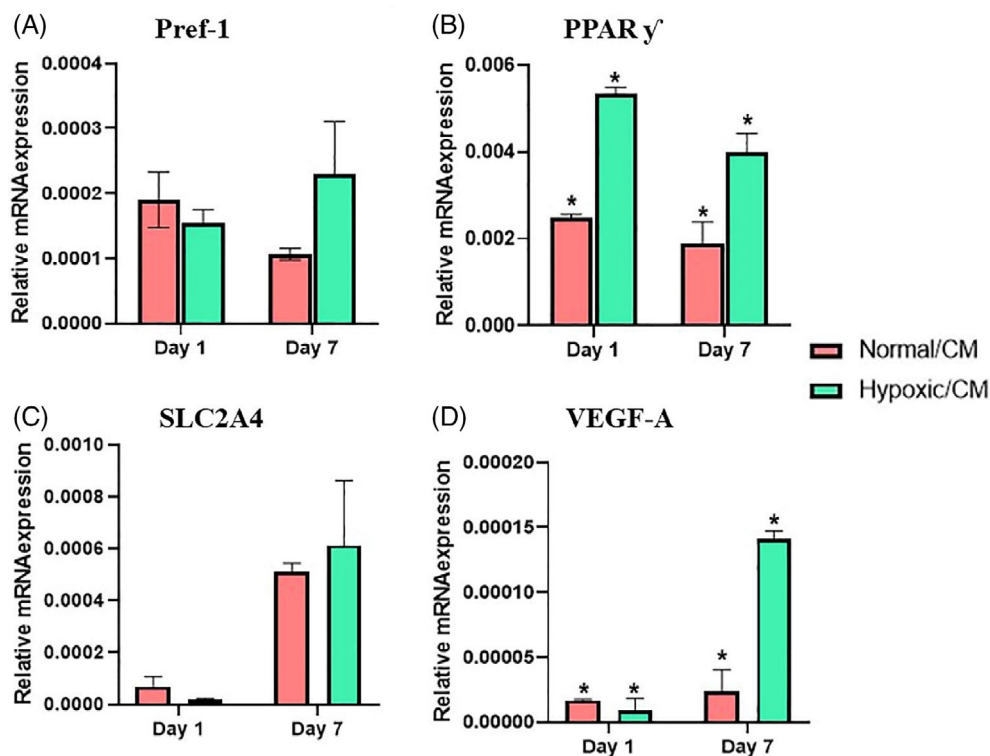 (A) Pref-1
Relative mRNAexpression
0.0004
0.0003
0.0002
0.0001
0.0000
Day 1 Day 7
(B) PPAR ƴ
Relative mRNAexpression
0.006
* *
0.004
* *
0.002
0.000
Day 1 Day 7
Normal/CM
Hypoxic/CM
(C) SLC2A4
Relative mRNAexpression
0.0010
0.0008
0.0006
0.0004
0.0002
0.0000
Day 1 Day 7
(D) VEGF-A
Relative mRNAexpression
0.00020
*
0.00015
0.00010
0.00005
* * *
0.00000
Day 1 Day 7